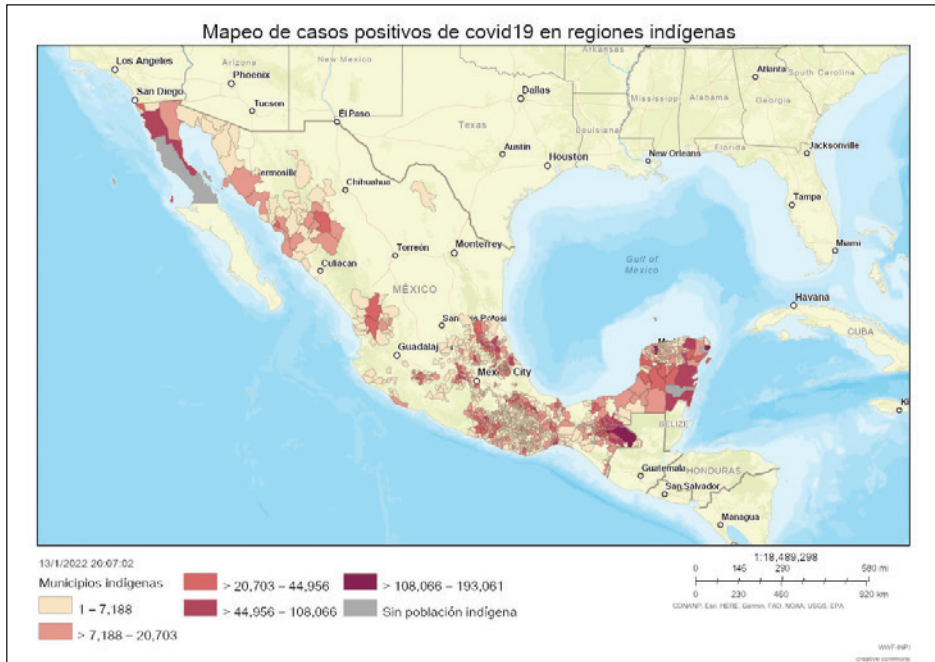 Mapeo de casos positivos de covid19 en regiones indígenas
Los Angeles
Arizona
New Mexico
Arkansas
Atlanta
South Carolina
Phoenix
Mississippi
Alabama
Georgia
San Diego
Tucson
Dallas
El Paso
Texas
Louisiana
Jacksonville
Austin
Houston
New Orleans
Florida
Hermosillo
Chihuahua
Tampa
Miami
Torreón
Monterrey
Culiacan
Gulf of
Mexico
MÉXICO
Havana
San Luis Potosi
CUBA
Guadalaj
Mexico City
BELIZE
Guatemala
HONDURAS
San Salvador
Managua
13/1/2022 20:07:02
Municipios indígenas
1 – 7,188
> 7,188 – 20,703
> 20,703 – 44,956
> 44,956 – 108,066
> 108,066 – 193,061
Sin población indígena
1:18,489,298
0 145 290 580 mi
0 230 460 920 km
CONANP, Esri, HERE, Garmin, FAO, NOAA, USGS, EPA
WWF-INPI
creative commons